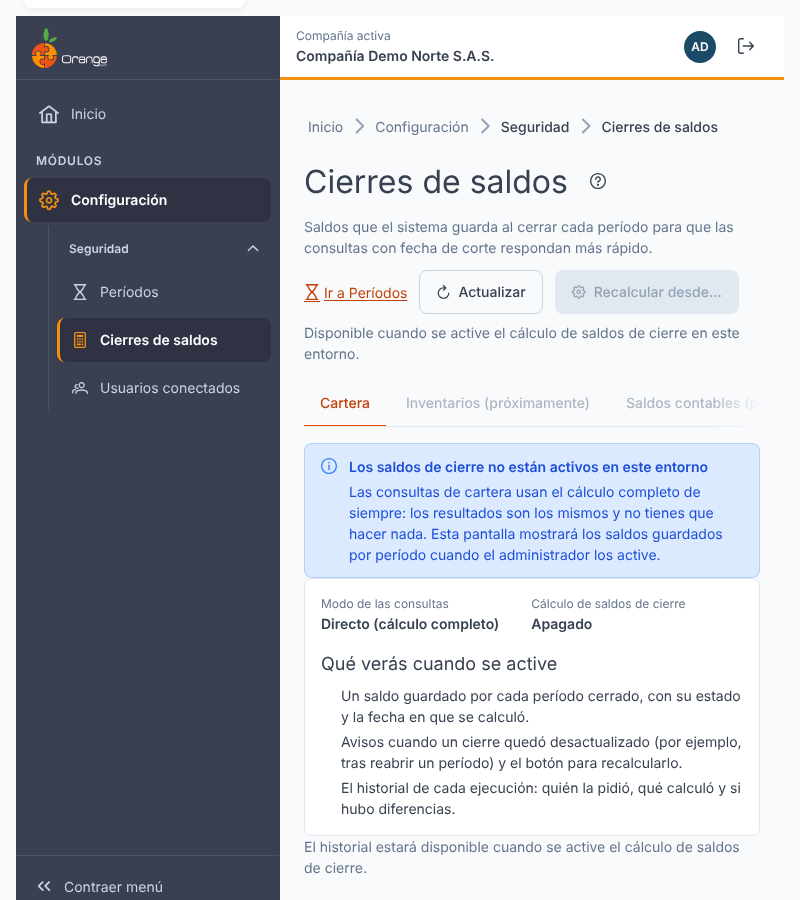 Orange
Compañía activa
Compañía Demo Norte S.A.S.
AD
Inicio
MÓDULOS
Configuración
Seguridad
Períodos
Cierres de saldos
Usuarios conectados
Contraer menú
Inicio
Configuración
Seguridad
Cierres de saldos
Cierres de saldos
Saldos que el sistema guarda al cerrar cada período para que las
consultas con fecha de corte respondan más rápido.
Ir a Períodos
Actualizar
Recalcular desde...
Disponible cuando se active el cálculo de saldos de cierre en este
entorno.
Cartera
Inventarios (próximamente)
Saldos contables (p
Los saldos de cierre no están activos en este entorno
Las consultas de cartera usan el cálculo completo de
siempre: los resultados son los mismos y no tienes que
hacer nada. Esta pantalla mostrará los saldos guardados
por período cuando el administrador los active.
Modo de las consultas
Directo (cálculo completo)
Cálculo de saldos de cierre
Apagado
Qué verás cuando se active
Un saldo guardado por cada período cerrado, con su estado
y la fecha en que se calculó.
Avisos cuando un cierre quedó desactualizado (por ejemplo,
tras reabrir un período) y el botón para recalcularlo.
El historial de cada ejecución: quién la pidió, qué calculó y si
hubo diferencias.
El historial estará disponible cuando se active el cálculo de saldos
de cierre.